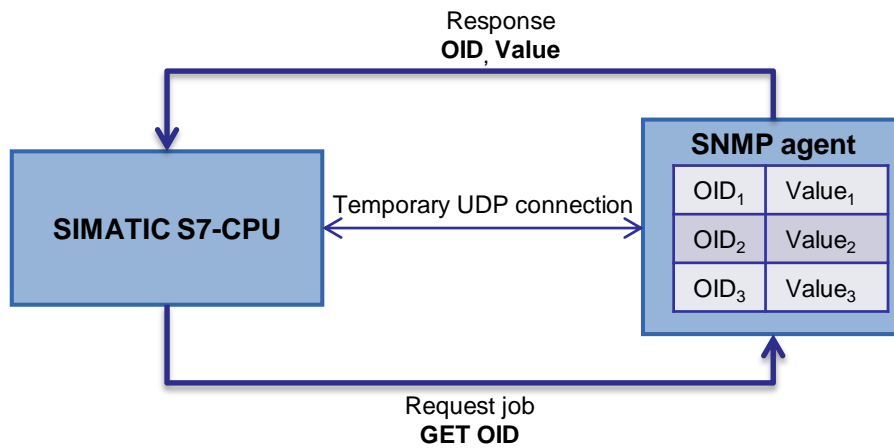 Response
OID, Value
SNMP agent
OID₁ Value₁
Temporary UDP connection
SIMATIC S7-CPU
OID₂ Value₂
OID₃ Value₃
Request job
GET OID